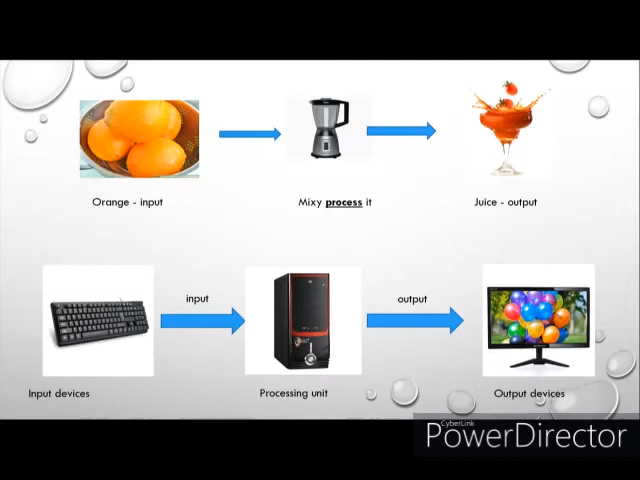 Orange - input
Mixy process it
Juice - output
input
output
Input devices
Processing unit
Output devices
CyberLink
PowerDirector